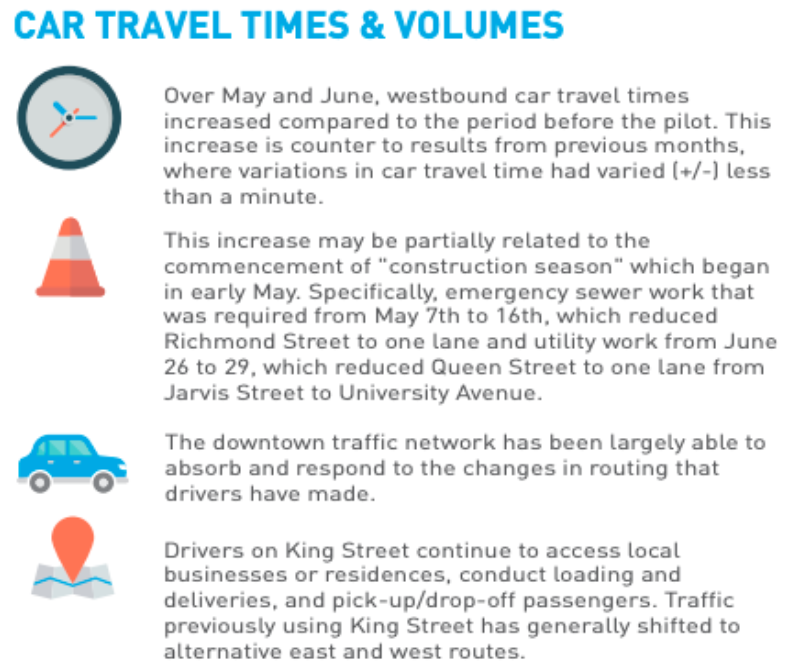 CAR TRAVEL TIMES & VOLUMES
Over May and June, westbound car travel times
increased compared to the period before the pilot. This
increase is counter to results from previous months,
where variations in car travel time had varied (+/-) less
than a minute.
This increase may be partially related to the
commencement of "construction season" which began
in early May. Specifically, emergency sewer work that
was required from May 7th to 16th, which reduced
Richmond Street to one lane and utility work from June
26 to 29, which reduced Queen Street to one lane from
Jarvis Street to University Avenue.
The downtown traffic network has been largely able to
absorb and respond to the changes in routing that
drivers have made.
Drivers on King Street continue to access local
businesses or residences, conduct loading and
deliveries, and pick-up/drop-off passengers. Traffic
previously using King Street has generally shifted to
alternative east and west routes.